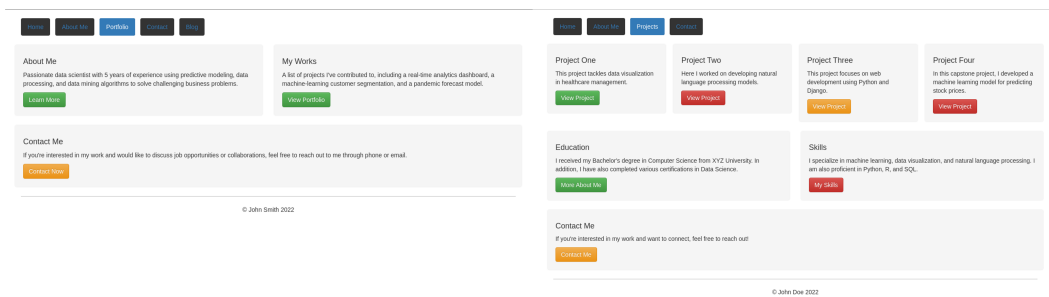 Home About Me Portfolio Contact Blog
About Me
Passionate data scientist with 5 years of experience using predictive modeling, data
processing, and data mining algorithms to solve challenging business problems.
Learn More
My Works
A list of projects I've contributed to, including a real-time analytics dashboard, a
machine-learning customer segmentation, and a pandemic forecast model.
View Portfolio
Contact Me
If you're interested in my work and would like to discuss job opportunities or collaborations, feel free to reach out to me through phone or email.
Contact Now
© John Smith 2022
Home About Me Projects Contact
Project One
This project tackles data visualization
in healthcare management.
View Project
Project Two
Here I worked on developing natural
language processing models.
View Project
Project Three
This project focuses on web
development using Python and
Django.
View Project
Project Four
In this capstone project, I developed a
machine learning model for predicting
stock prices.
View Project
Education
I received my Bachelor's degree in Computer Science from XYZ University. In
addition, I have also completed various certifications in Data Science.
More About Me
Skills
I specialize in machine learning, data visualization, and natural language processing. I
am also proficient in Python, R, and SQL.
My Skills
Contact Me
If you're interested in my work and want to connect, feel free to reach out!
Contact Me
© John Doe 2022